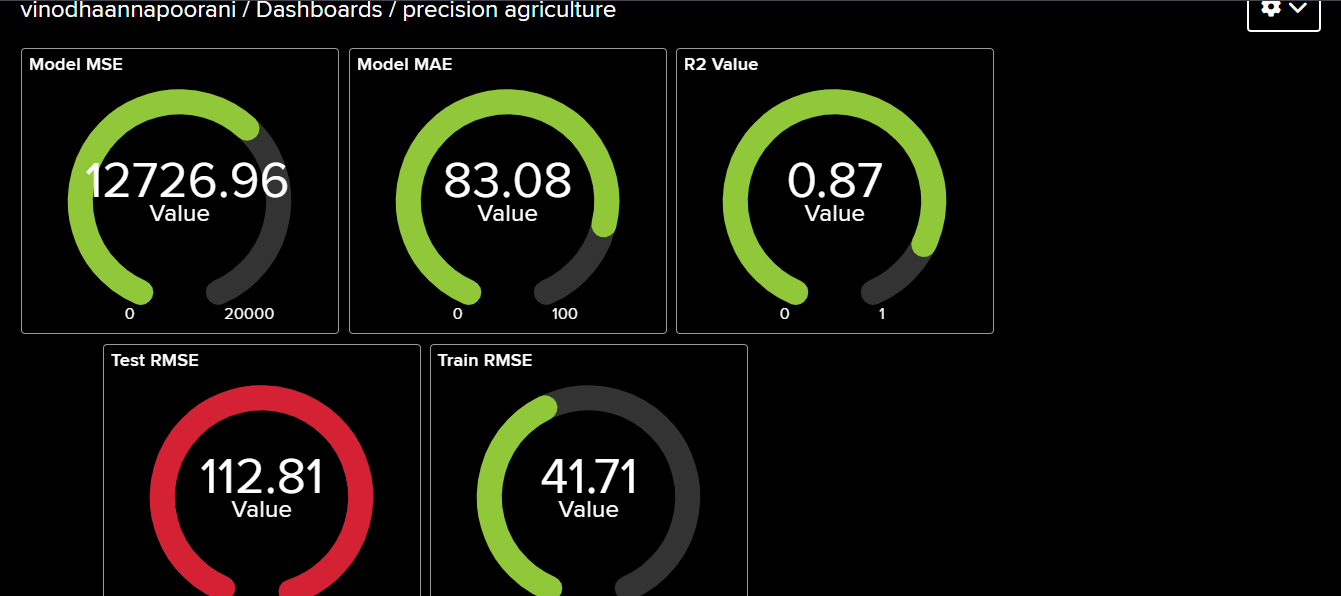 vinodhaannapoorani / Dashboards / precision agriculture
Model MSE
12726.96
Value
0
20000
Model MAE
83.08
Value
0
100
R2 Value
0.87
Value
0
1
Test RMSE
112.81
Value
Train RMSE
41.71
Value